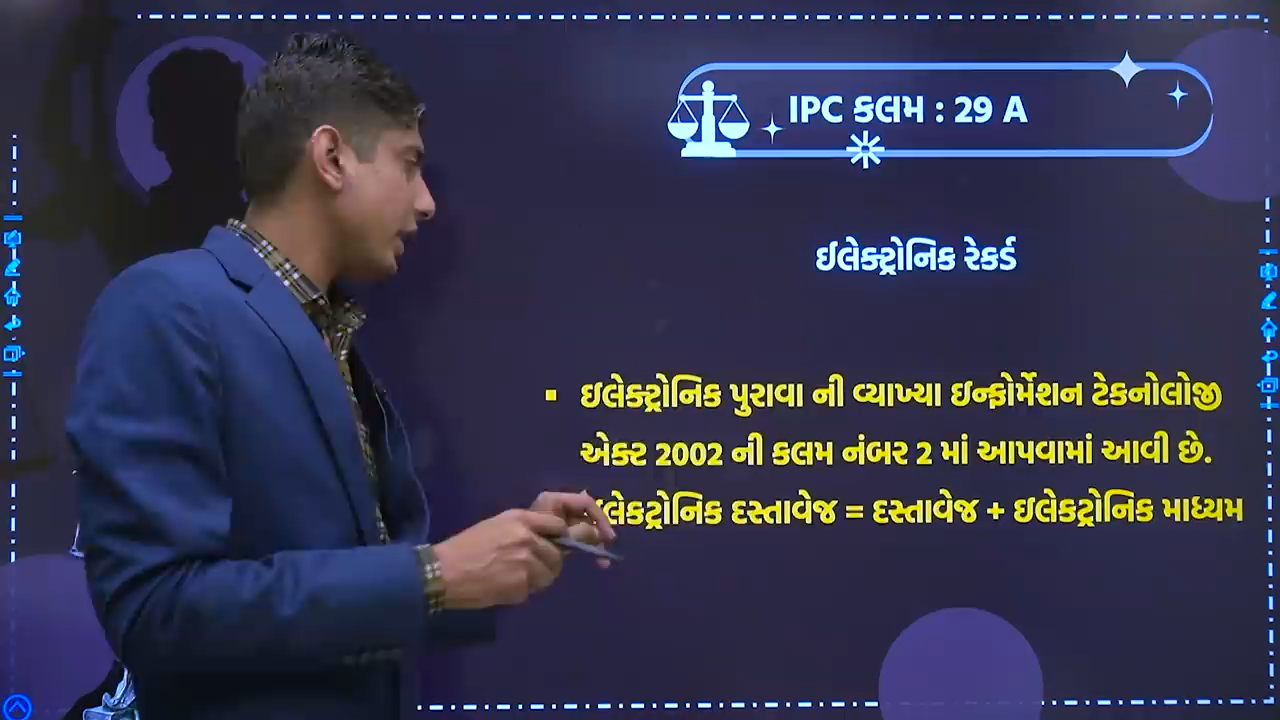 IPC કલમ : 29 A
ઈલેક્ટ્રોનિક રેકર્ડ
▪ ઇલેક્ટ્રોનિક પુરાવા ની વ્યાખ્યા ઇન્ફોર્મેશન ટેકનોલોજી
એક્ટ 2002 ની કલમ નંબર 2 માં આપવામાં આવી છે.
દસ્તાવેજ = દસ્તાવેજ + ઇલેક્ટ્રોનિક માધ્યમ